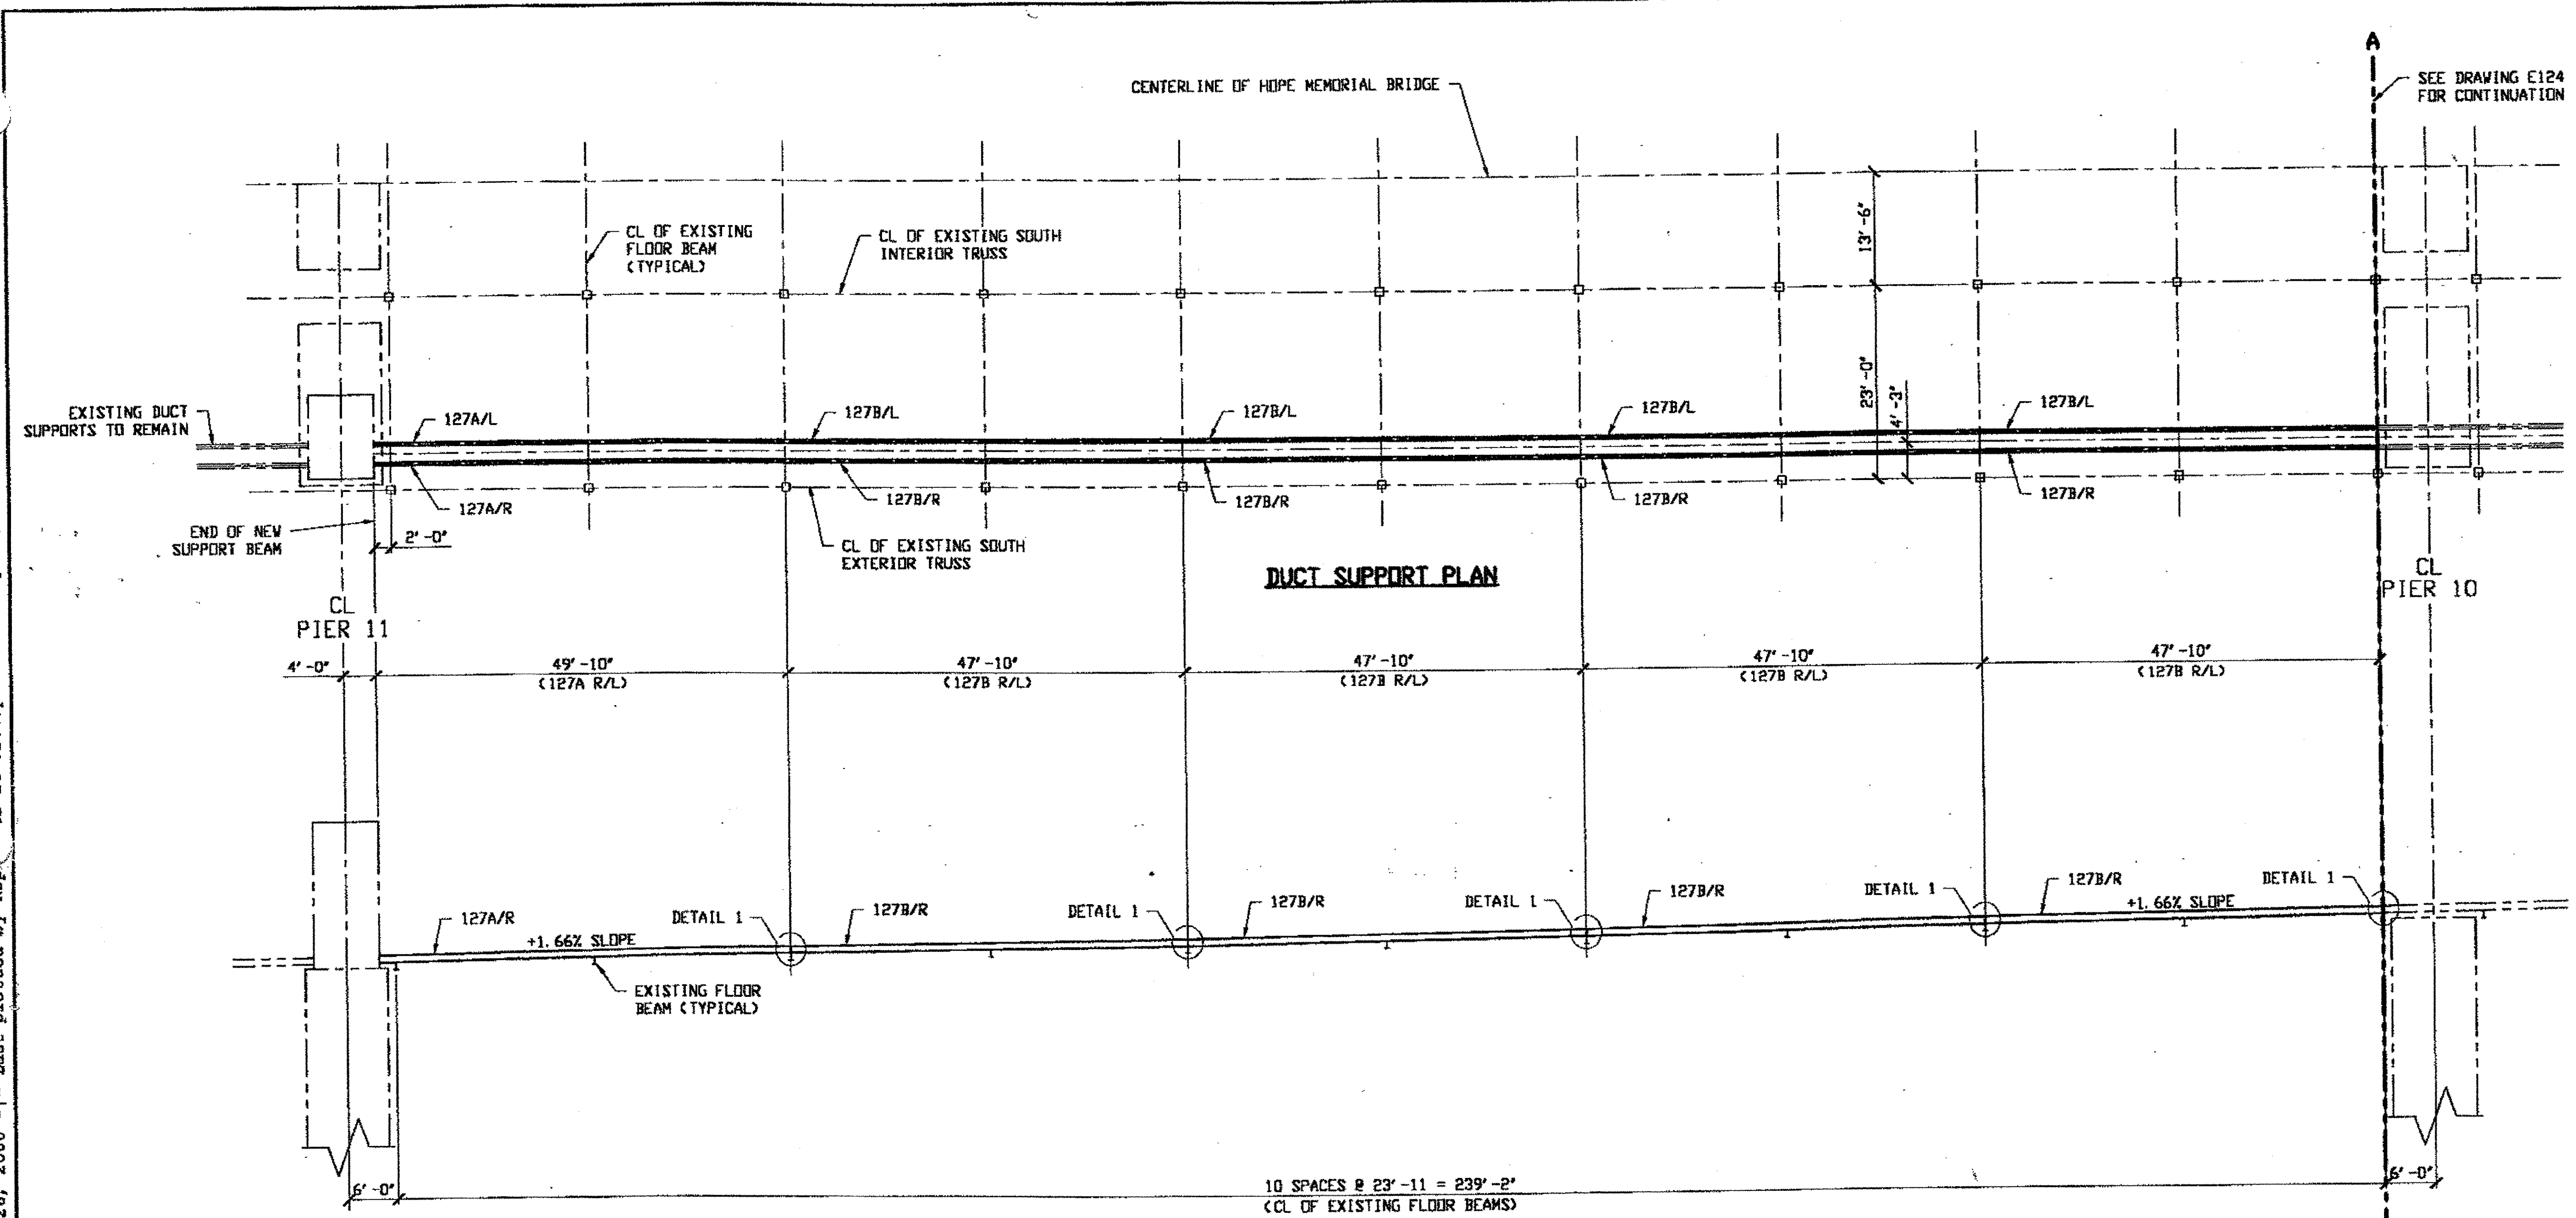 A
SEE DRAWING E124
FOR CONTINUATION
CENTERLINE OF HOPE MEMORIAL BRIDGE
CL OF EXISTING
FLOOR BEAM
(TYPICAL)
CL OF EXISTING SOUTH
INTERIOR TRUSS
13'-6"
23'-0"
4'-3"
EXISTING DUCT
SUPPORTS TO REMAIN
127A/L
127B/L
127B/L
127B/L
127B/L
127A/R
127B/R
127B/R
127B/R
127B/R
END OF NEW
SUPPORT BEAM
2'-0"
CL OF EXISTING SOUTH
EXTERIOR TRUSS
DUCT SUPPORT PLAN
CL
PIER 11
CL
PIER 10
4'-0"
49'-10"
(127A R/L)
47'-10"
(127B R/L)
47'-10"
(127B R/L)
47'-10"
(127B R/L)
47'-10"
(127B R/L)
127A/R
+1.66% SLOPE
DETAIL 1
127B/R
DETAIL 1
127B/R
DETAIL 1
127B/R
DETAIL 1
127B/R
+1.66% SLOPE
DETAIL 1
EXISTING FLOOR
BEAM (TYPICAL)
6'-0"
10 SPACES @ 23'-11 = 239'-2"
(CL OF EXISTING FLOOR BEAMS)
6'-0"